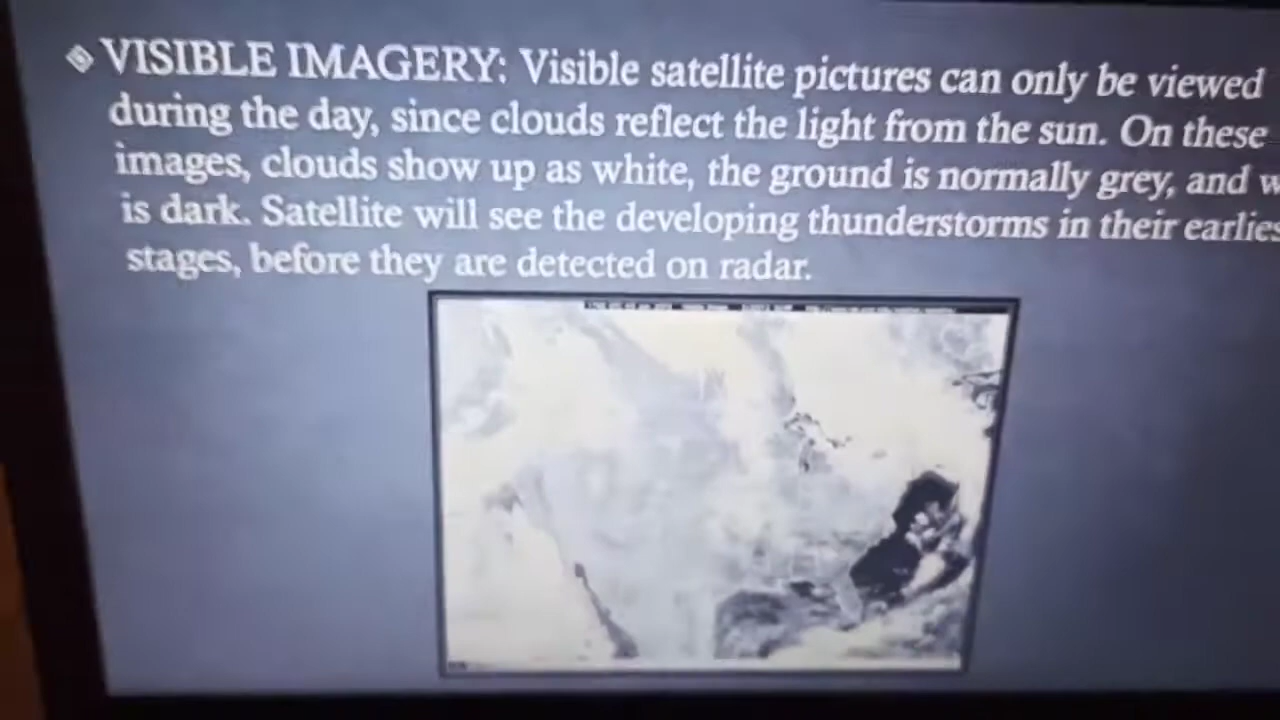 VISIBLE IMAGERY: Visible satellite pictures can only be viewed
during the day, since clouds reflect the light from the sun. On these
images, clouds show up as white, the ground is normally grey, and
is dark. Satellite will see the developing thunderstorms in their
stages, before they are detected on radar.